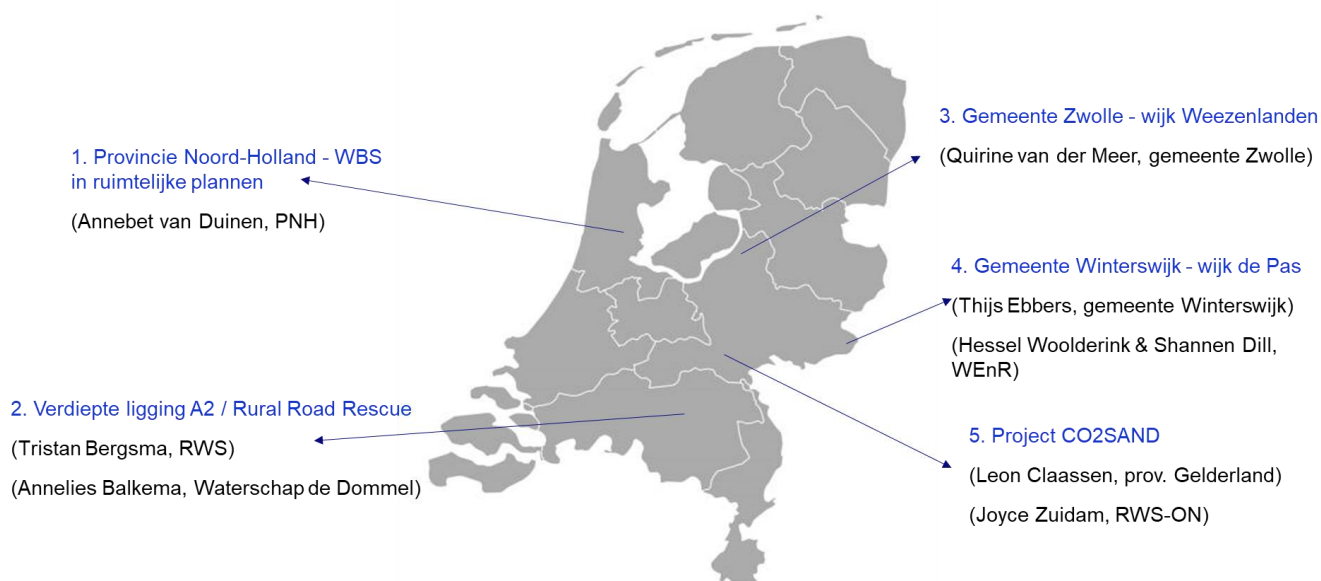 1. Provincie Noord-Holland - WBS
in ruimtelijke plannen
(Annebet van Duinen, PNH)
2. Verdiepte ligging A2 / Rural Road Rescue
(Tristan Bergsma, RWS)
(Annelies Balkema, Waterschap de Dommel)
3. Gemeente Zwolle - wijk Weezenlanden
(Quirine van der Meer, gemeente Zwolle)
4. Gemeente Winterswijk - wijk de Pas
(Thijs Ebbers, gemeente Winterswijk)
(Hessel Woolderink & Shannen Dill,
WEnR)
5. Project CO2SAND
(Leon Claassen, prov. Gelderland)
(Joyce Zuidam, RWS-ON)